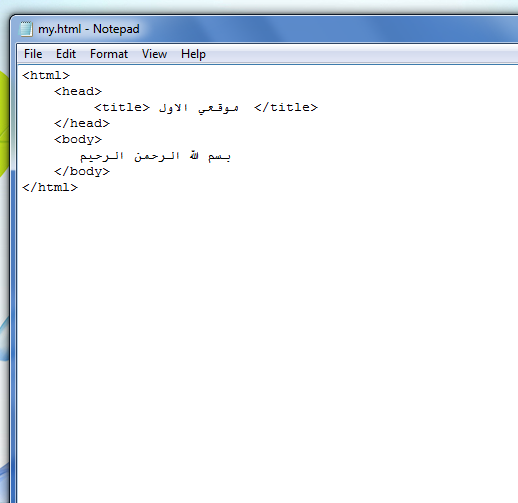 my.html - Notepad
File Edit Format View Help
<html>
<head>
<title> موقعي الاول </title>
</head>
<body>
بسم الله الرحمن الرحيم
</body>
</html>